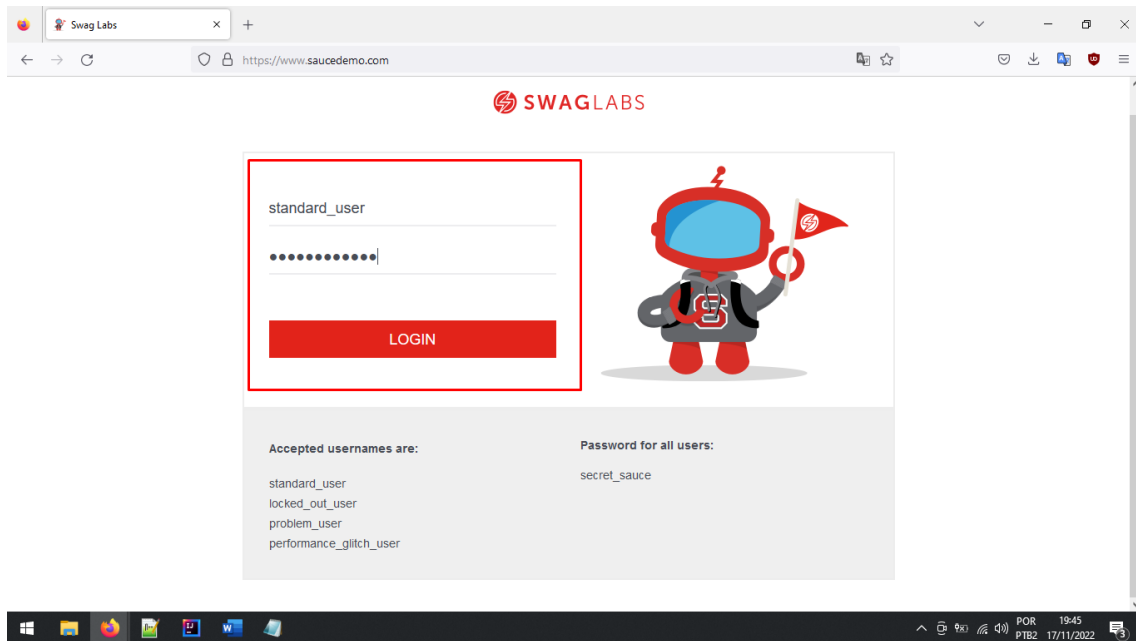 Swag Labs
https://www.saucedemo.com
SWAGLABS
standard_user
••••••••••••
LOGIN
S
Accepted usernames are:
Password for all users:
standard_user
secret_sauce
locked_out_user
problem_user
performance_glitch_user
POR
19:45
PTB2
17/11/2022
3